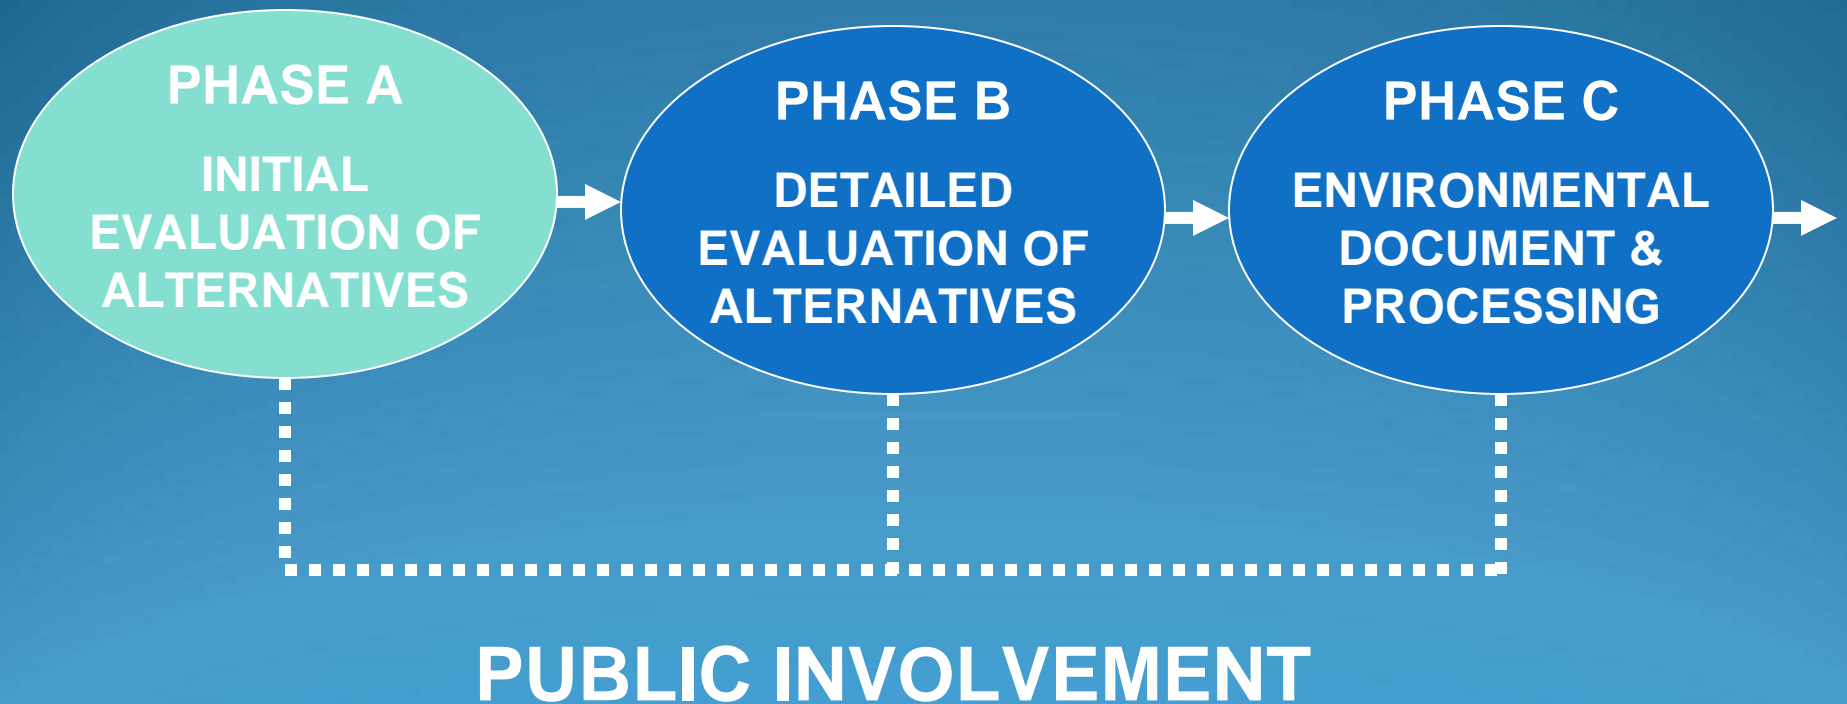 PHASE A
INITIAL
EVALUATION OF
ALTERNATIVES
PHASE B
DETAILED
EVALUATION OF
ALTERNATIVES
PHASE C
ENVIRONMENTAL
DOCUMENT &
PROCESSING
PUBLIC INVOLVEMENT